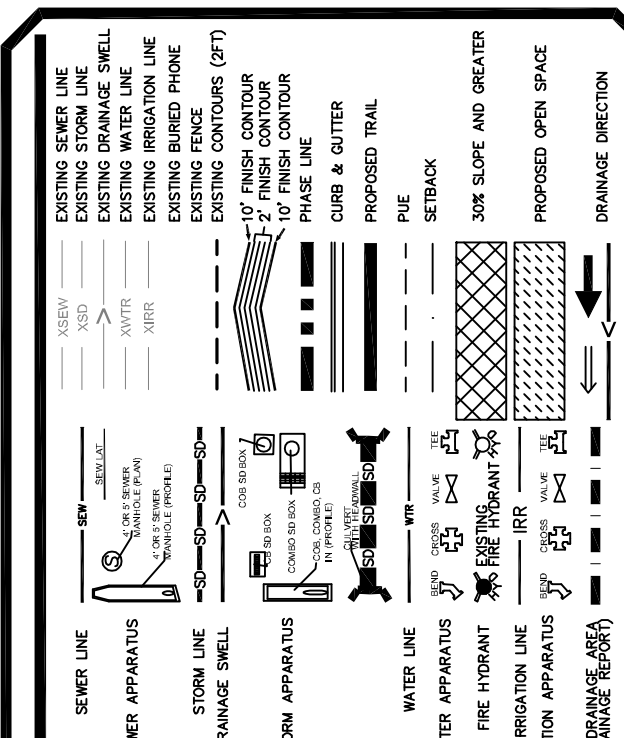 EXISTING SEWER LINE
EXISTING STORM LINE
EXISTING DRAINAGE SWELL
EXISTING WATER LINE
EXISTING IRRIGATION LINE
EXISTING BURIED PHONE
EXISTING FENCE
EXISTING CONTOURS (2FT)
10' FINISH CONTOUR
2' FINISH CONTOUR
10' FINISH CONTOUR
PHASE LINE
CURB & GUTTER
PROPOSED TRAIL
PUE
SETBACK
30% SLOPE AND GREATER
PROPOSED OPEN SPACE
DRAINAGE DIRECTION
XSEW
XSD
XWTR
XIRR
SEW
SEW LAT
4' OR 5' SEWER
MANHOLE (PLAN)
4' OR 5' SEWER
MANHOLE (PROFILE)
SD SD SD SD
COB SD BOX
CB SD BOX
COMBO SD BOX
COB, COMBO, CB
IN (PROFILE)
CULVERT
WITH HEADWALL
SD SD SD
WTR
BEND CROSS VALVE TEE
EXISTING
FIRE HYDRANT
IRR
BEND CROSS VALVE TEE
SEWER LINE
MER APPARATUS
STORM LINE
RAINAGE SWELL
ORM APPARATUS
WATER LINE
TER APPARATUS
FIRE HYDRANT
RRIGATION LINE
TION APPARATUS
DRAINAGE AREA
AINAGE REPORT)